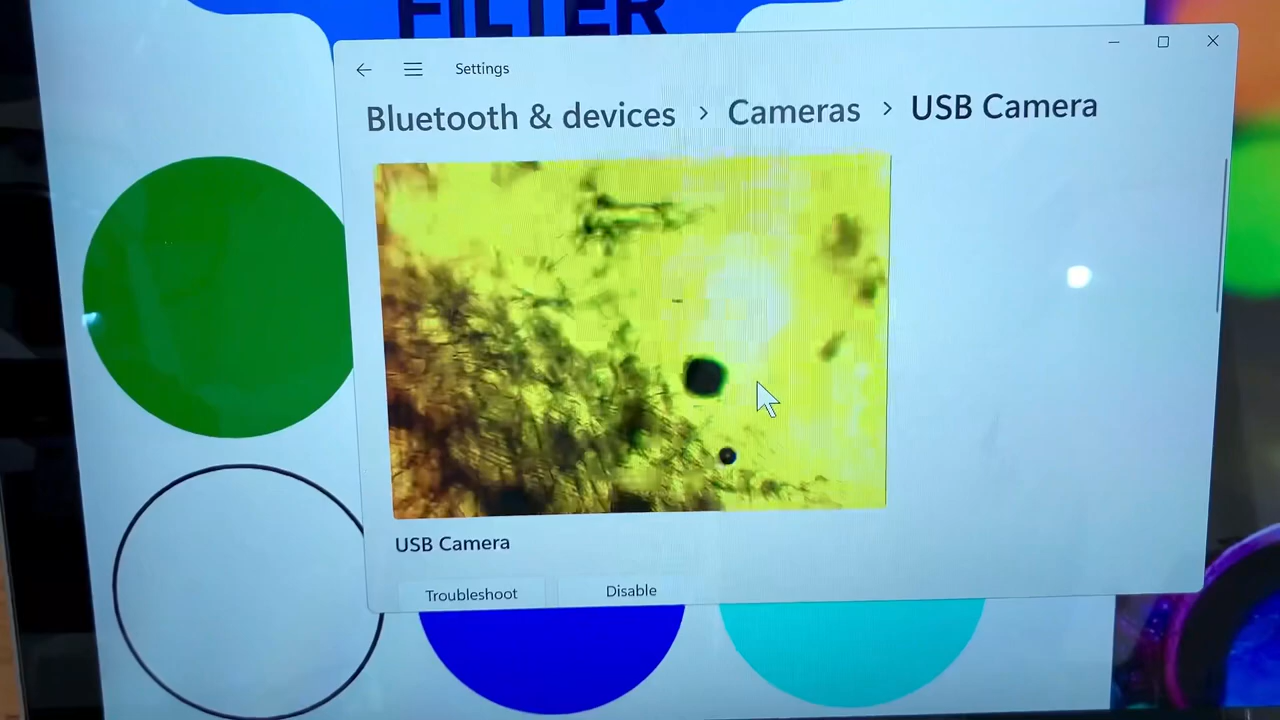 FILTER
Settings
Bluetooth & devices › Cameras › USB Camera
USB Camera
Troubleshoot
Disable